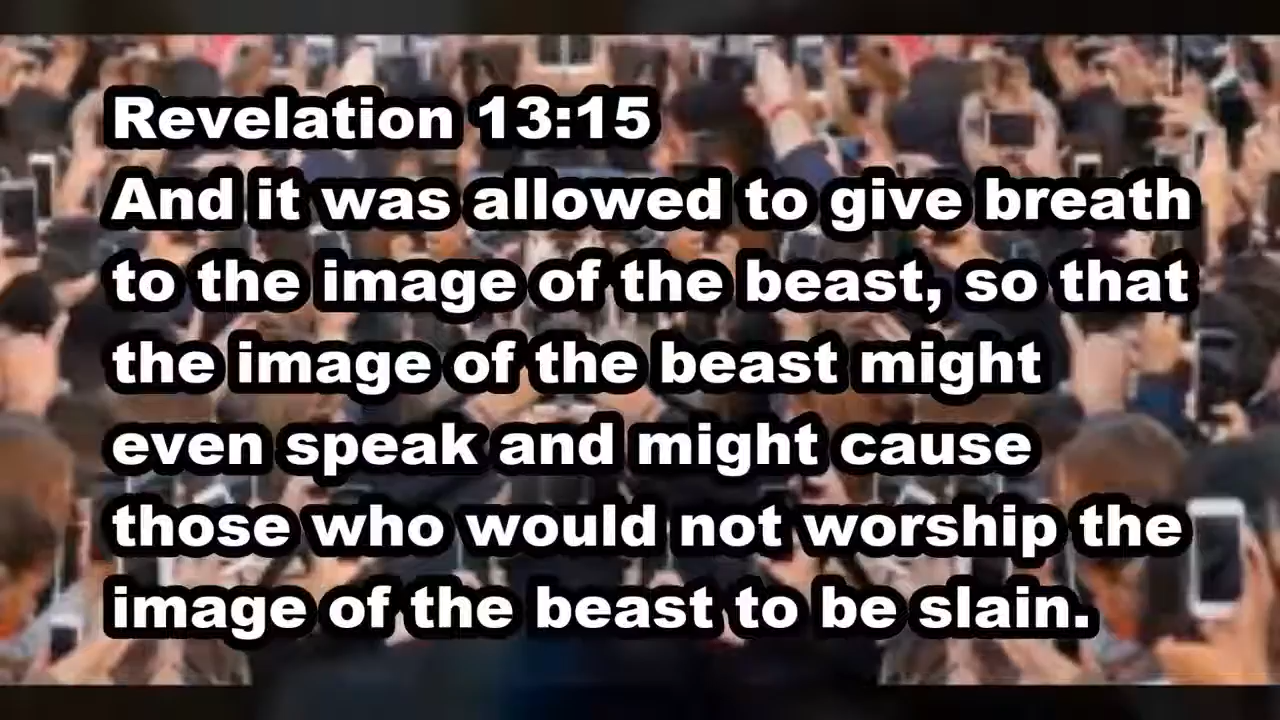 Revelation 13:15
And it was allowed to give breath
to the image of the beast, so that
the image of the beast might
even speak and might cause
those who would not worship the
image of the beast to be slain.